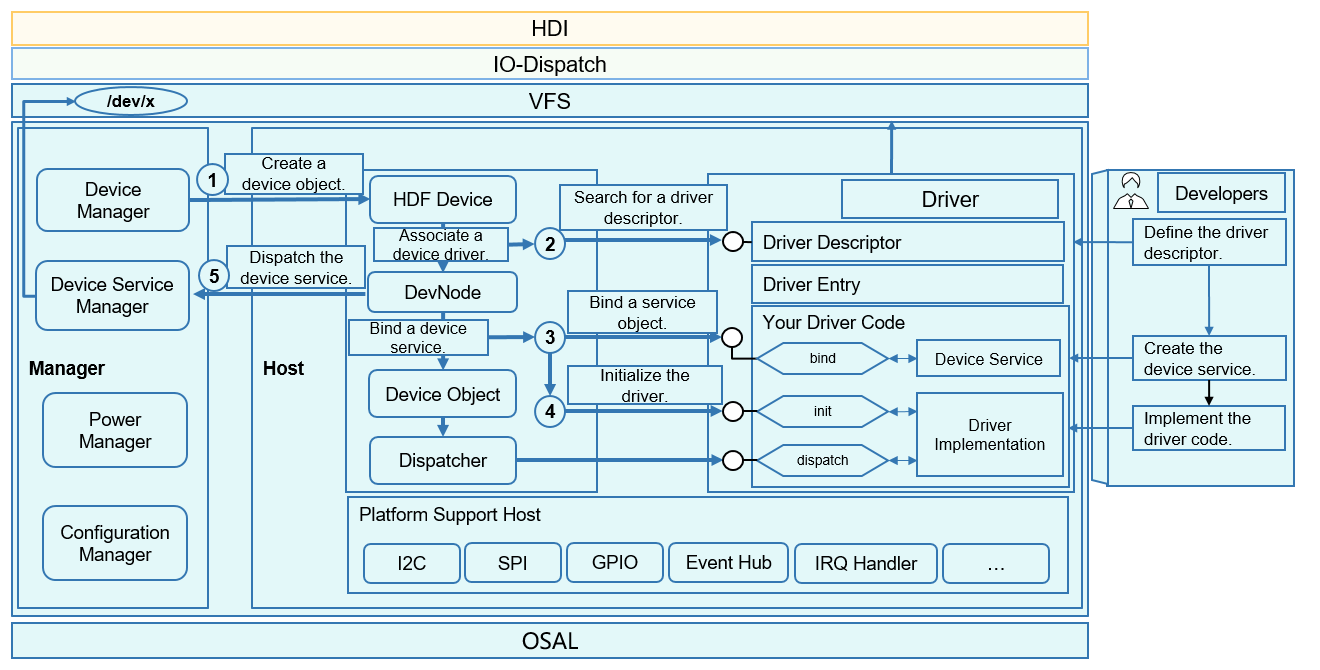 HDI
IO-Dispatch
/dev/x
VFS
Device
Manager
1
Create a
device object.
HDF Device
Search for a driver
descriptor.
Driver
Developers
Associate a
device driver.
2
Driver Descriptor
Define the driver
descriptor.
Device Service
Manager
5
Dispatch the
device service.
DevNode
Driver Entry
Bind a device
service.
3
Bind a service
object.
Your Driver Code
bind
Device Service
Create the
device service.
Manager
Host
Device Object
4
Initialize the
driver.
init
Driver
Implementation
Implement the
driver code.
Power
Manager
Dispatcher
dispatch
Configuration
Manager
Platform Support Host
I2C
SPI
GPIO
Event Hub
IRQ Handler
...
OSAL